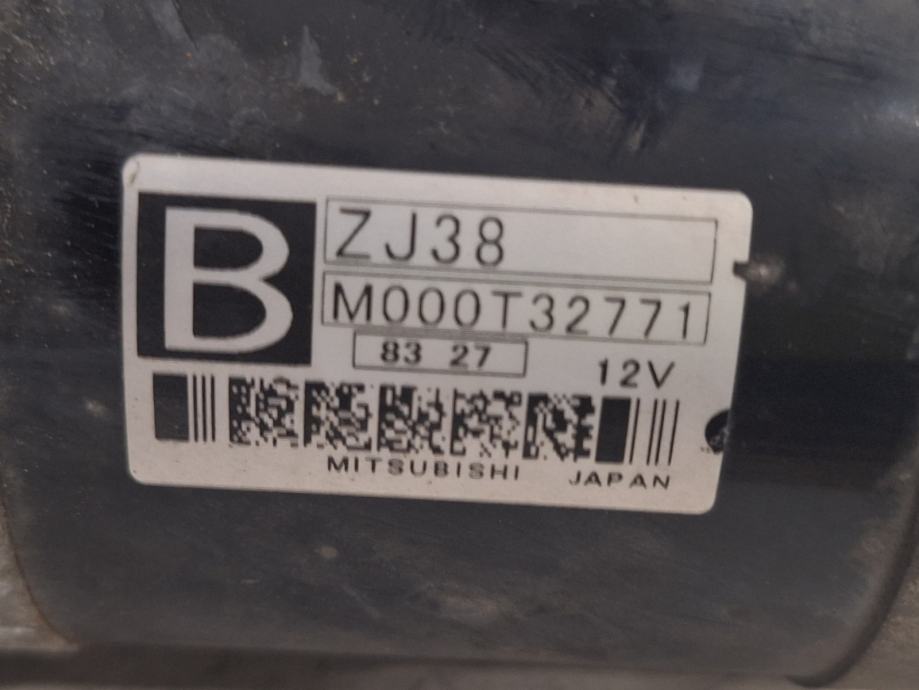 B
ZJ38
M000T32771
83 27
12V
MITSUBISHI JAPAN